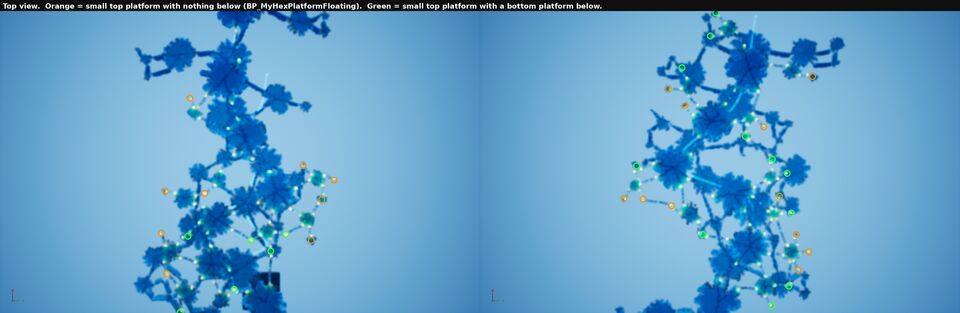 Top view.  Orange = small top platform with nothing below (BP_MyHexPlatformFloating).  Green = small top platform with a bottom platform below.